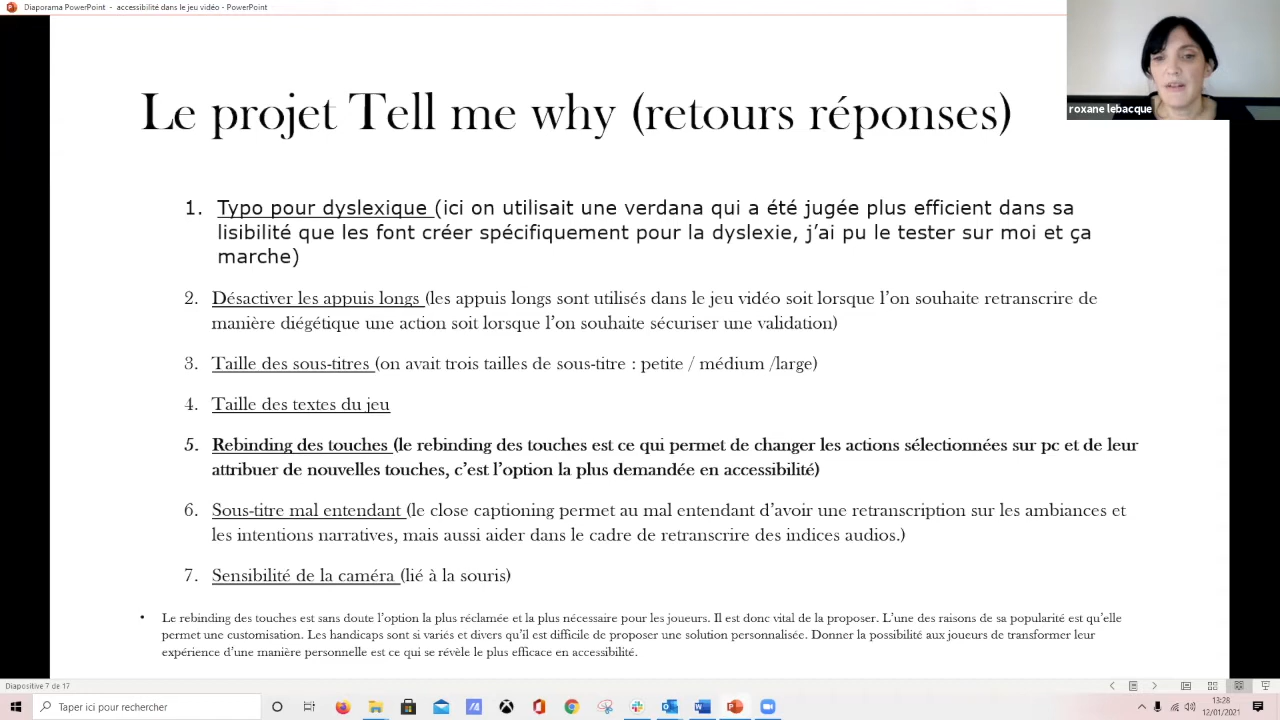 Diaporama PowerPoint - accessibilité dans le jeu vidéo - PowerPoint
roxane lebacque
Le projet Tell me why (retours réponses)
1. Typo pour dyslexique (ici on utilisait une verdana qui a été jugée plus efficient dans sa
lisibilité que les font créer spécifiquement pour la dyslexie, j'ai pu le tester sur moi et ça
marche)
2. Désactiver les appuis longs (les appuis longs sont utilisés dans le jeu vidéo soit lorsque l'on souhaite retranscrire de
manière diégétique une action soit lorsque l'on souhaite sécuriser une validation)
3. Taille des sous-titres (on avait trois tailles de sous-titre : petite / médium /large)
4. Taille des textes du jeu
5. Rebinding des touches (le rebinding des touches est ce qui permet de changer les actions sélectionnées sur pc et de leur
attribuer de nouvelles touches, c'est l'option la plus demandée en accessibilité)
6. Sous-titre mal entendant (le close captioning permet au mal entendant d'avoir une retranscription sur les ambiances et
les intentions narratives, mais aussi aider dans le cadre de retranscrire des indices audios.)
7. Sensibilité de la caméra (lié à la souris)
• Le rebinding des touches est sans doute l'option la plus réclamée et la plus nécessaire pour les joueurs. Il est donc vital de la proposer. L'une des raisons de sa popularité est qu'elle
permet une customisation. Les handicaps sont si variés et divers qu'il est difficile de proposer une solution personnalisée. Donner la possibilité aux joueurs de transformer leur
expérience d'une manière personnelle est ce qui se révèle le plus efficace en accessibilité.
Diapositive 7 de 17
Taper ici pour rechercher
13:28
12/01/2021